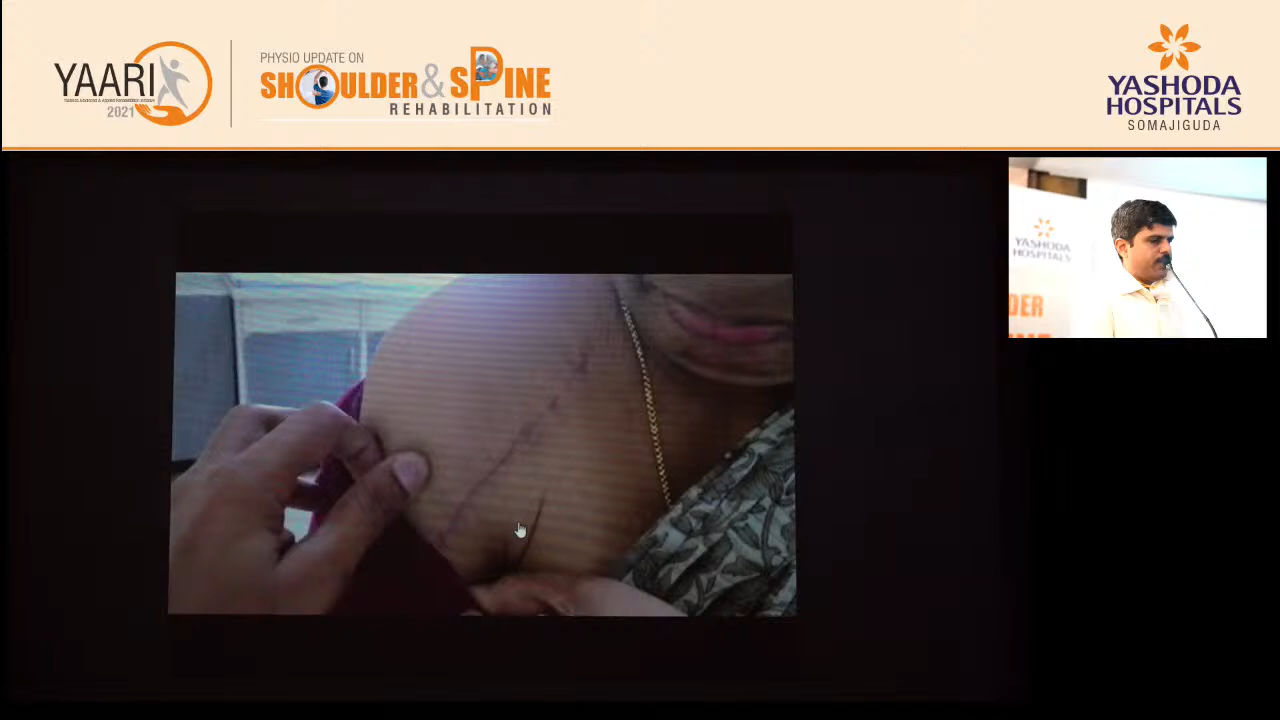 YAARI
2021
PHYSIO UPDATE ON
SHOULDER & SPINE
REHABILITATION
YASHODA
HOSPITALS
SOMAJIGUDA
YASHODA
HOSPITALS
DER